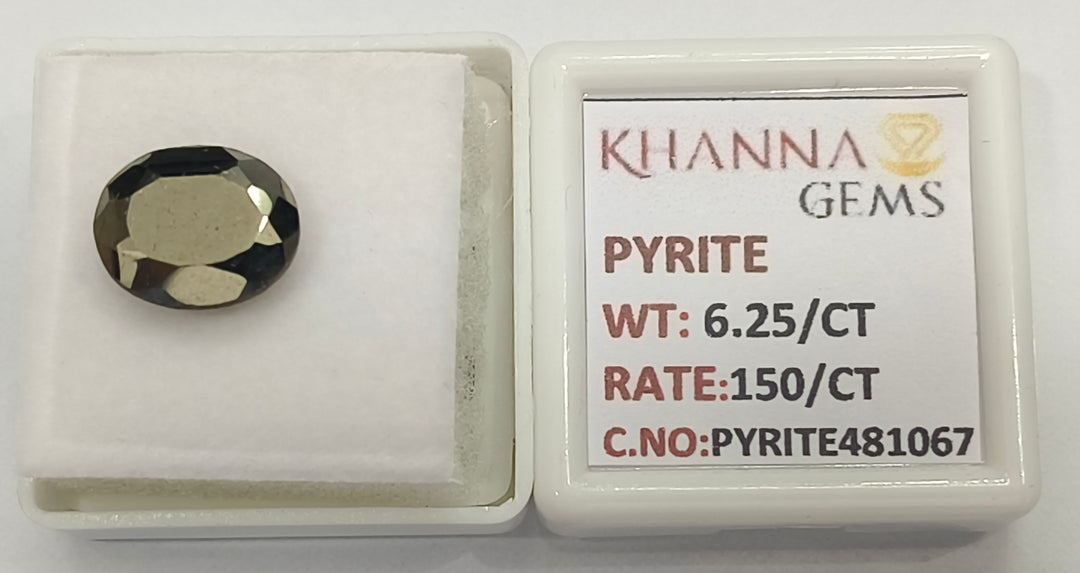 KHANNA
GEMS
PYRITE
WT: 6.25/CT
RATE:150/CT
C.NO:PYRITE481067